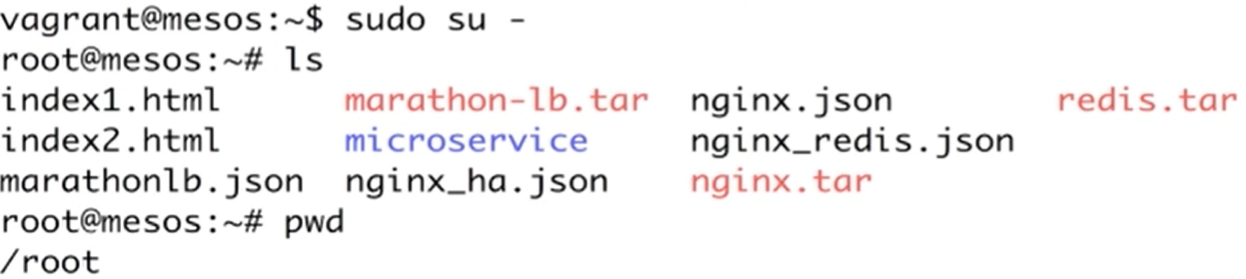 vagrant@mesos:~$ sudo su -
root@mesos:~# ls
index1.html      marathon-lb.tar  nginx.json        redis.tar
index2.html      microservice     nginx_redis.json
marathonlb.json  nginx_ha.json    nginx.tar
root@mesos:~# pwd
/root